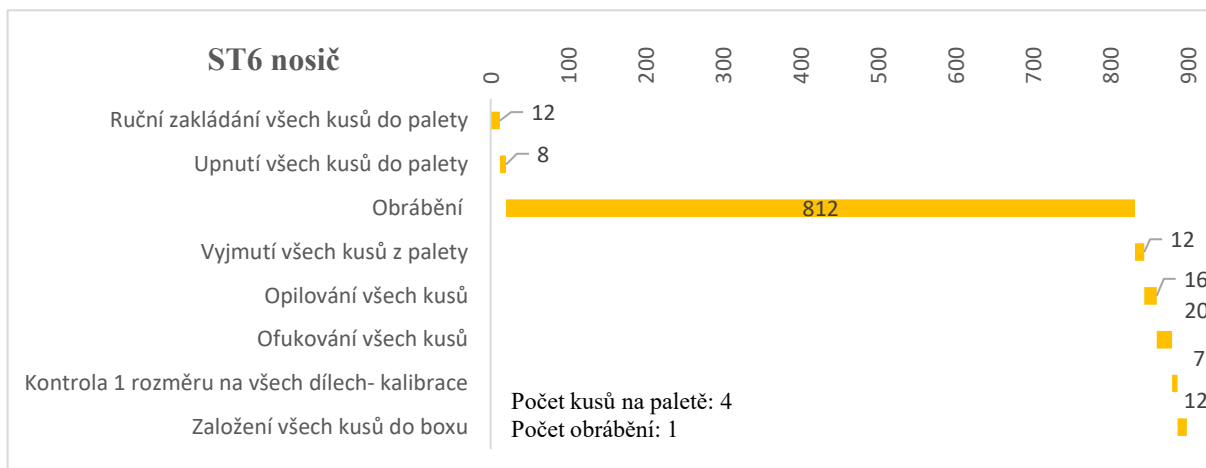 ST6 nosič
0 100 200 300 400 500 600 700 800 900
Ruční zakládání všech kusů do palety 12
Upnutí všech kusů do palety 8
Obrábění 812
Vyjmutí všech kusů z palety 12
Opilování všech kusů 16
Ofukování všech kusů 20
Kontrola 1 rozměru na všech dílech- kalibrace 7
Založení všech kusů do boxu 12
Počet kusů na paletě: 4
Počet obrábění: 1